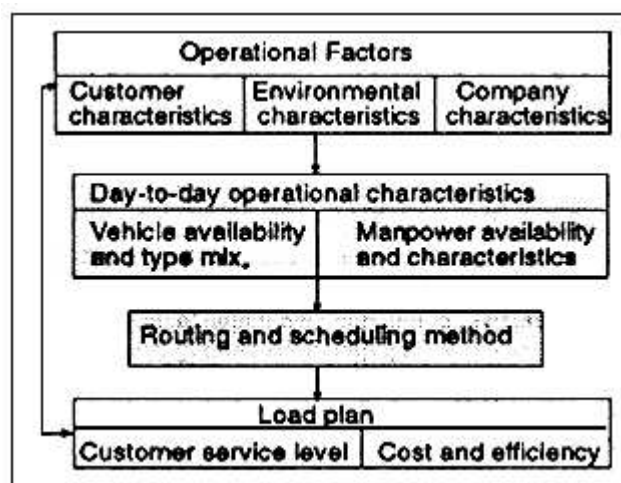 Operational Factors
Customer characteristics
Environmental characteristics
Company characteristics
Day-to-day operational characteristics
Vehicle availability and type mix.
Manpower availability and characteristics
Routing and scheduling method
Load plan
Customer service level
Cost and efficiency